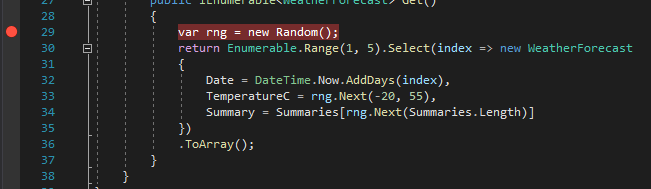 27 public IEnumerable<WeatherForecast> Get()
28 {
29 var rng = new Random();
30 return Enumerable.Range(1, 5).Select(index => new WeatherForecast
31 {
32 Date = DateTime.Now.AddDays(index),
33 TemperatureC = rng.Next(-20, 55),
34 Summary = Summaries[rng.Next(Summaries.Length)]
35 })
36 .ToArray();
37 }
38 }